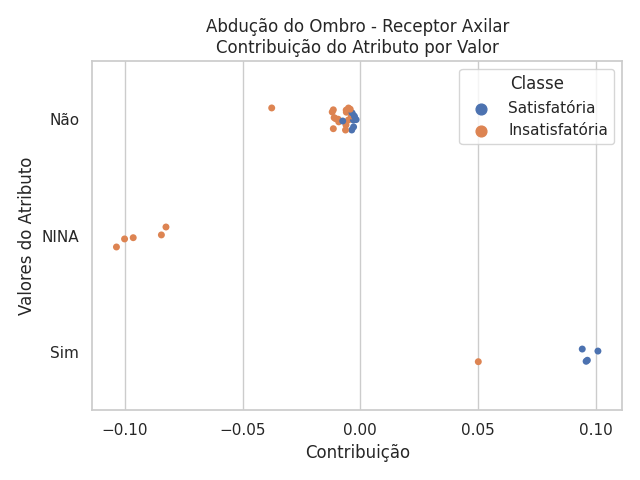 Abdução do Ombro - Receptor Axilar
Contribuição do Atributo por Valor
Classe
Satisfatória
Insatisfatória
Valores do Atributo
Não
NINA
Sim
−0.10
−0.05
0.00
0.05
0.10
Contribuição